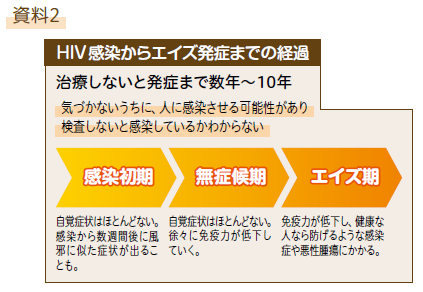 資料2
HIV感染からエイズ発症までの経過
治療しないと発症まで数年～10年
気づかないうちに、人に感染させる可能性があり
検査しないと感染しているかわからない
感染初期
自覚症状はほとんどない。
感染から数週間後に風
邪に似た症状が出るこ
とも。
無症候期
自覚症状はほとんどない。
徐々に免疫力が低下し
ていく。
エイズ期
免疫力が低下し、健康な
人なら防げるような感染
症や悪性腫瘍にかかる。